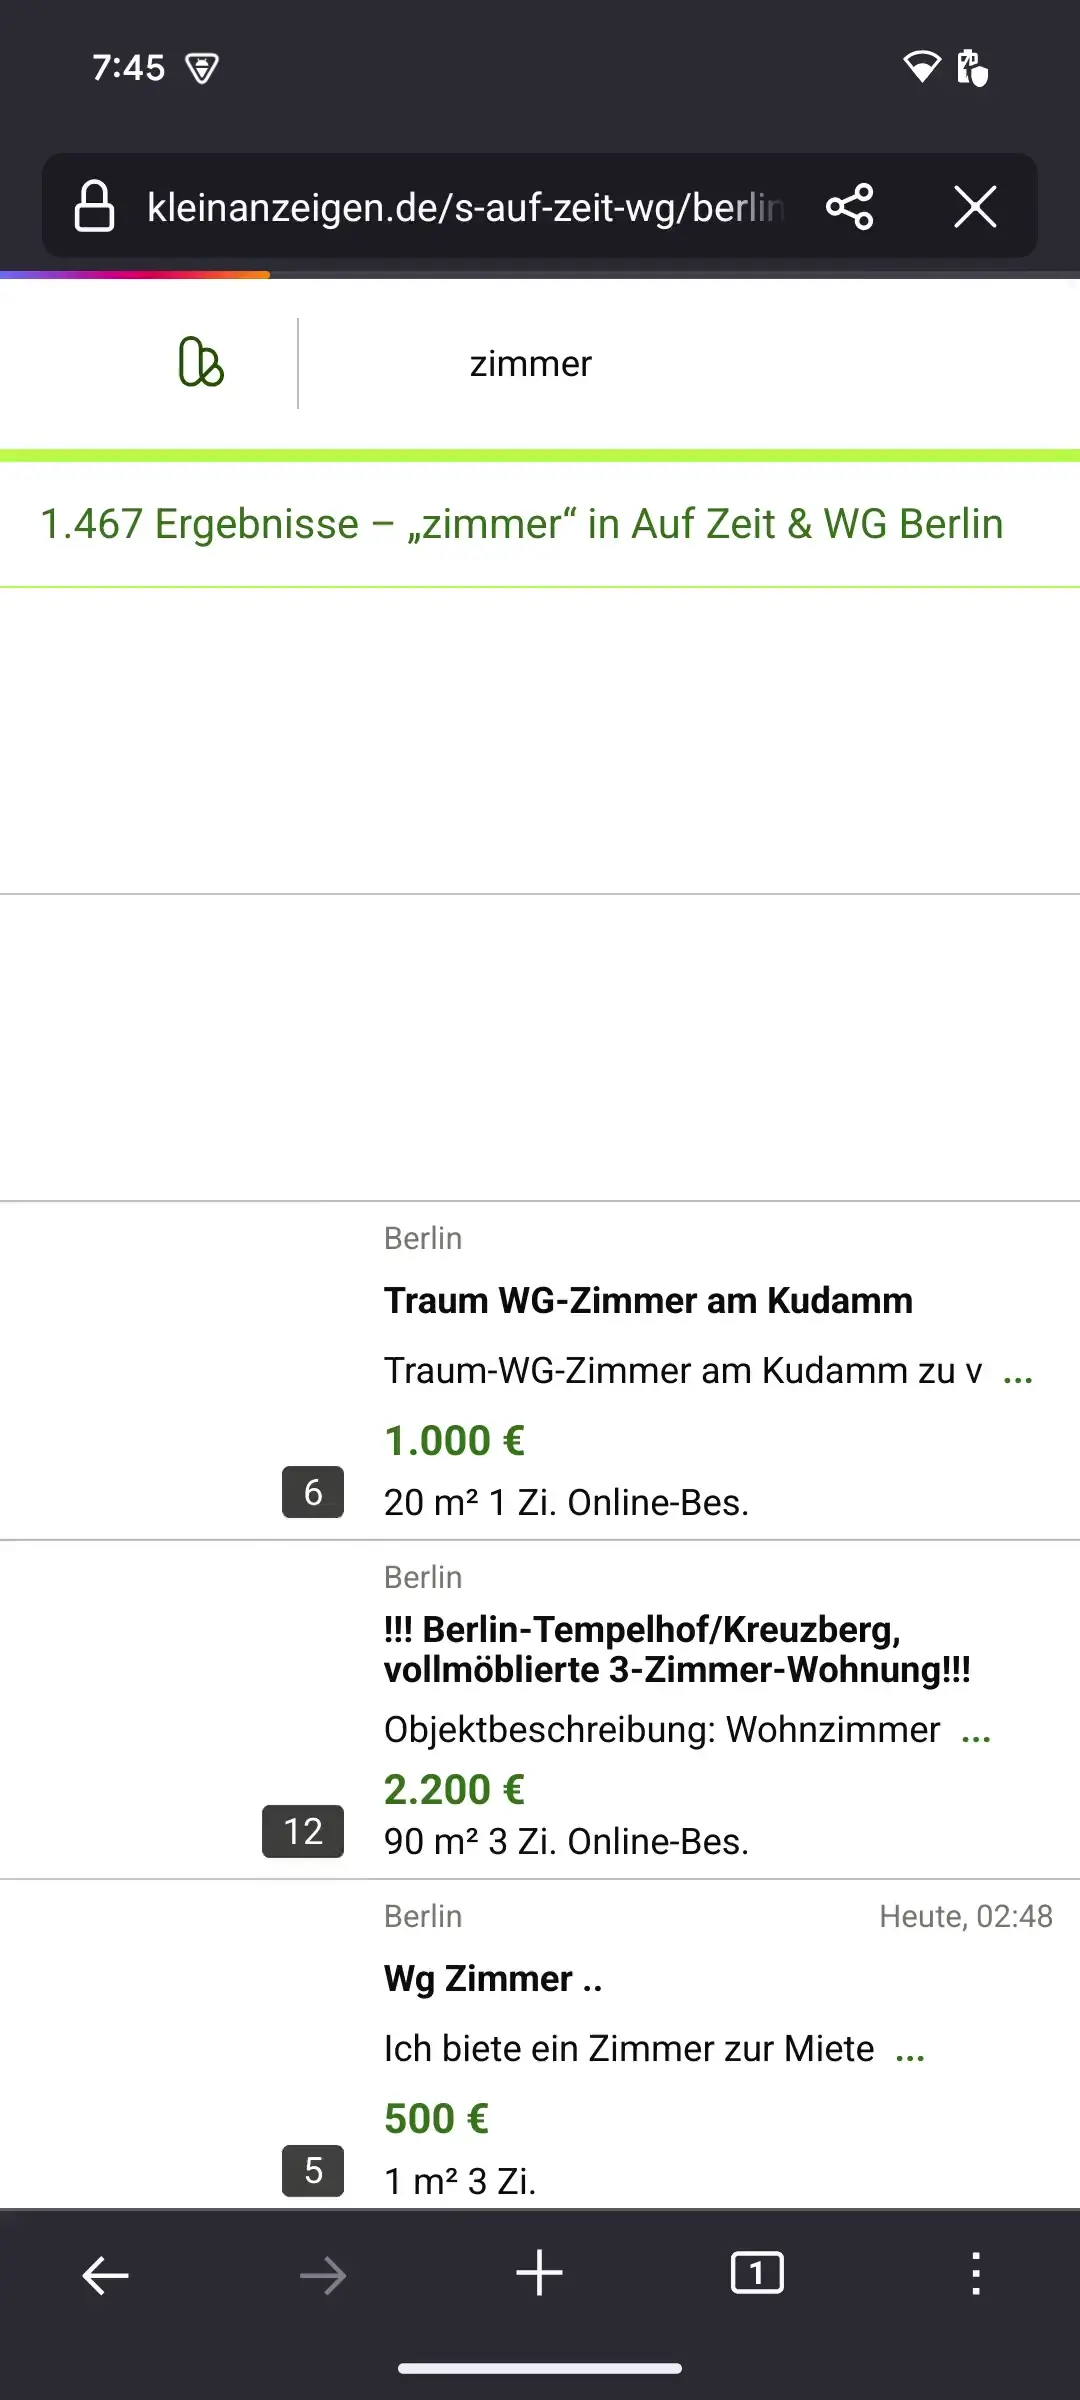 7:45
kleinanzeigen.de/s-auf-zeit-wg/berlin
zimmer
1.467 Ergebnisse – „zimmer“ in Auf Zeit & WG Berlin
Berlin
Traum WG-Zimmer am Kudamm
Traum-WG-Zimmer am Kudamm zu v ...
1.000 €
6
20 m² 1 Zi. Online-Bes.
Berlin
!!! Berlin-Tempelhof/Kreuzberg,
vollmöblierte 3-Zimmer-Wohnung!!!
Objektbeschreibung: Wohnzimmer ...
2.200 €
12
90 m² 3 Zi. Online-Bes.
Berlin
Heute, 02:48
Wg Zimmer ..
Ich biete ein Zimmer zur Miete ...
500 €
5
1 m² 3 Zi.
1